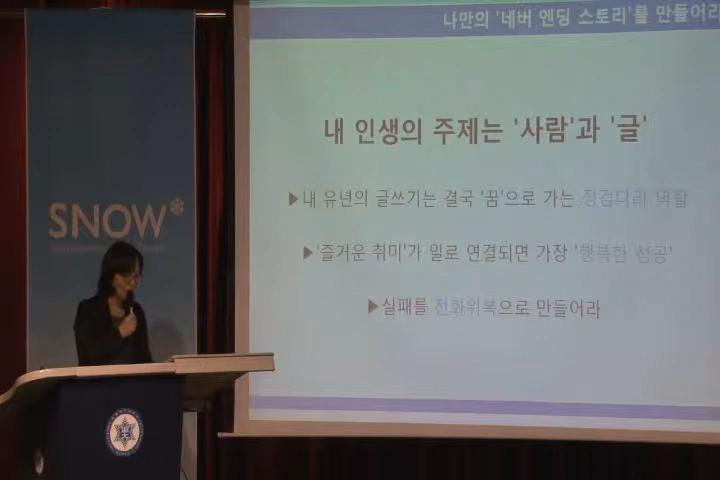 나만의 '네버 엔딩 스토리'를 만들어라
내 인생의 주제는 '사람'과 '글'
▶내 유년의 글쓰기는 결국 '꿈'으로 가는 징검다리 역할
▶'즐거운 취미'가 일로 연결되면 가장 '행복한 성공'
▶실패를 전화위복으로 만들어라
SNOW